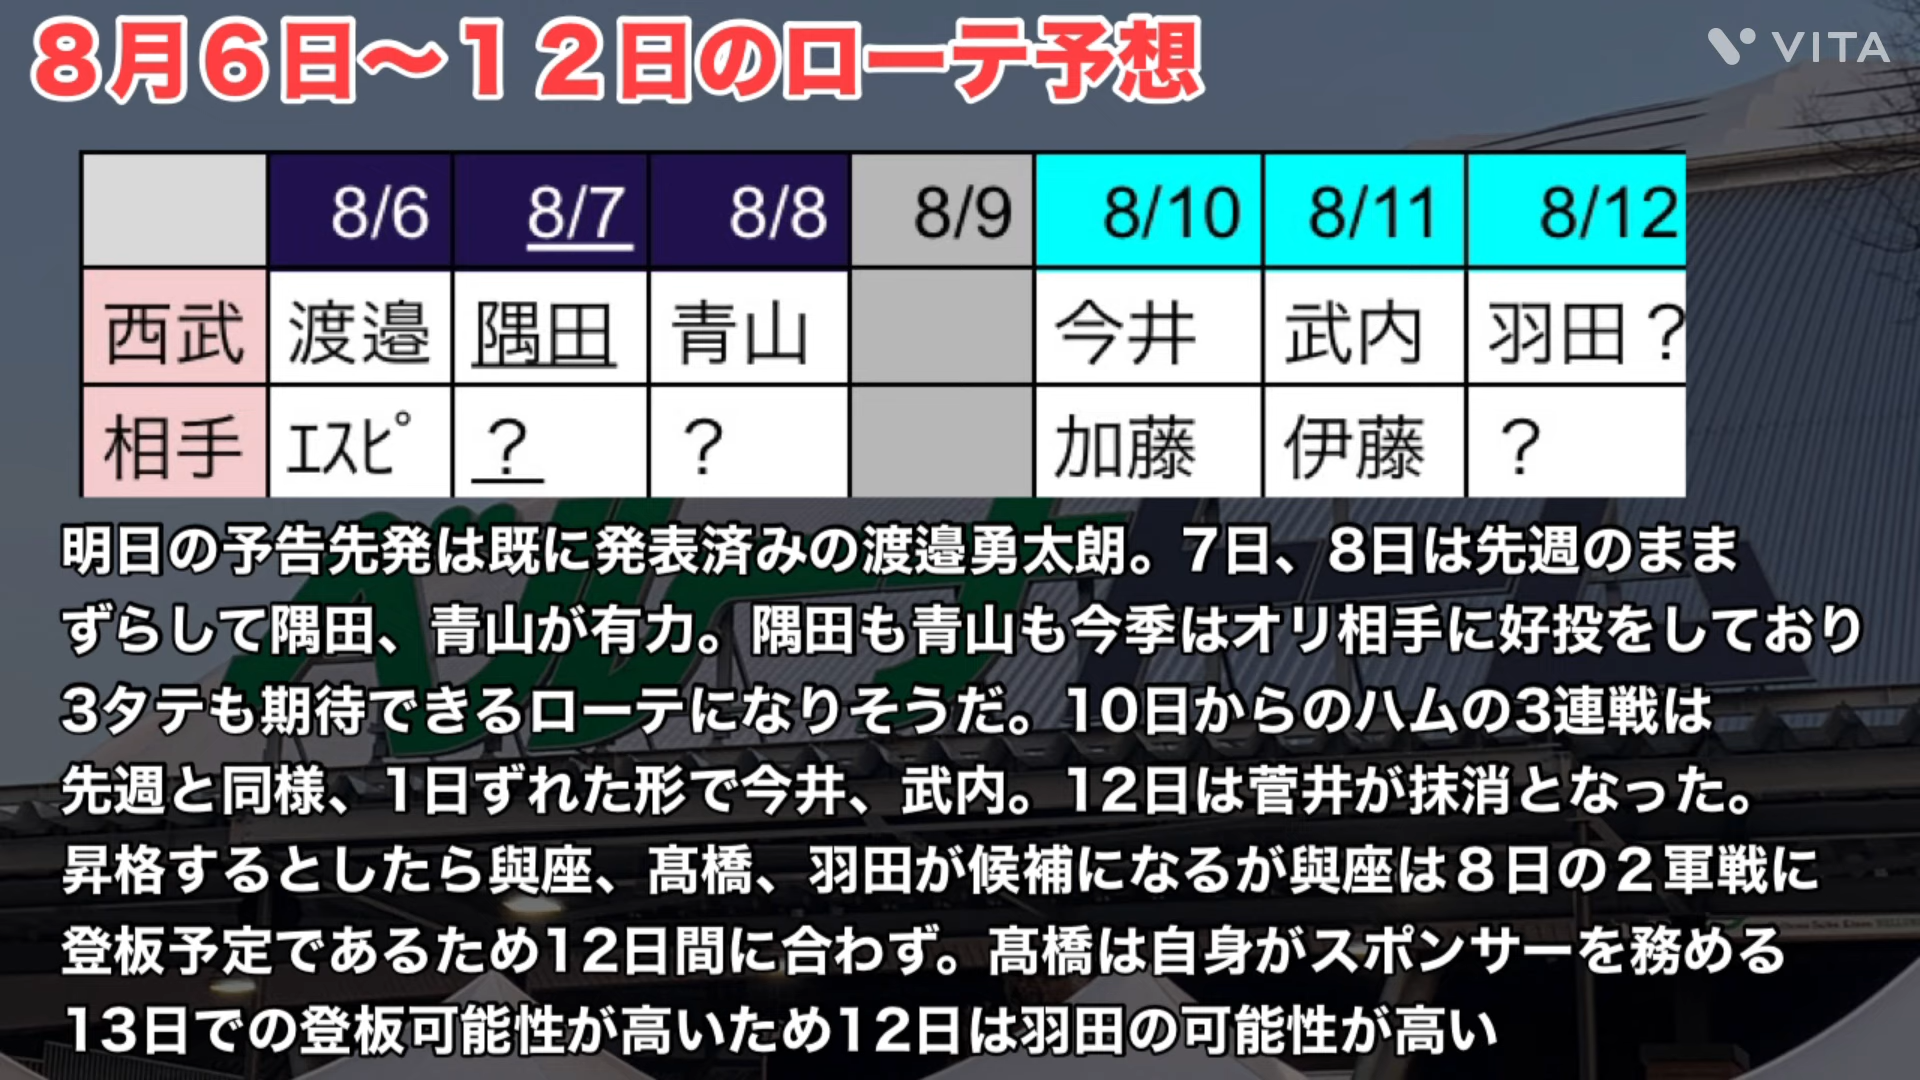 8月6日〜12日のローテ予想
VITA
8/6 8/7 8/8 8/9 8/10 8/11 8/12
西武 渡邉 隅田 青山 今井 武内 羽田？
相手 ｴｽﾋﾟ ？ ？ 加藤 伊藤 ？
明日の予告先発は既に発表済みの渡邉勇太朗。7日、8日は先週のまま
ずらして隅田、青山が有力。隅田も青山も今季はオリ相手に好投をしており
3タテも期待できるローテになりそうだ。10日からのハムの3連戦は
先週と同様、1日ずれた形で今井、武内。12日は菅井が抹消となった。
昇格するとしたら與座、髙橋、羽田が候補になるが與座は８日の２軍戦に
登板予定であるため12日間に合わず。髙橋は自身がスポンサーを務める
13日での登板可能性が高いため12日は羽田の可能性が高い